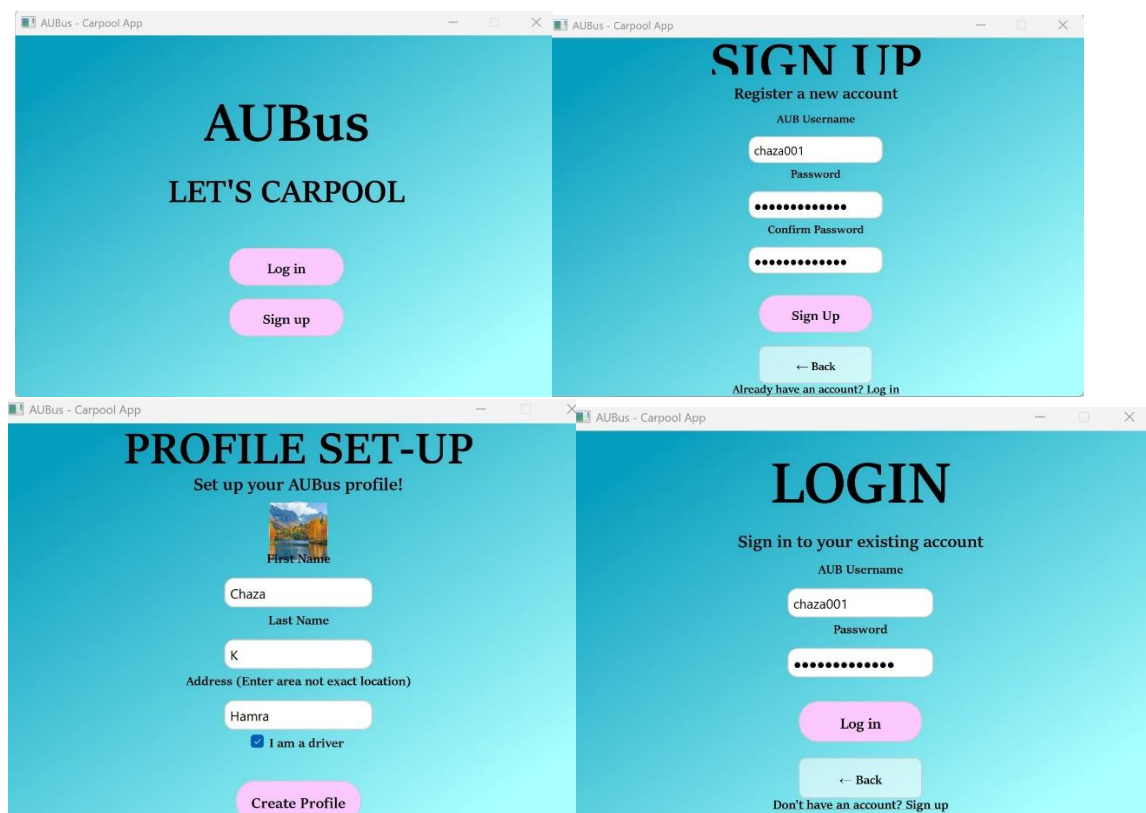 AUBus - Carpool App
AUBus
LET'S CARPOOL
Log in
Sign up
AUBus - Carpool App
SIGN UP
Register a new account
AUB Username
chaza001
Password
●●●●●●●●●●●●●
Confirm Password
●●●●●●●●●●●●●
Sign Up
← Back
Already have an account? Log in
AUBus - Carpool App
PROFILE SET-UP
Set up your AUBus profile!
First Name
Chaza
Last Name
K
Address (Enter area not exact location)
Hamra
I am a driver
Create Profile
AUBus - Carpool App
LOGIN
Sign in to your existing account
AUB Username
chaza001
Password
●●●●●●●●●●●●●
Log in
← Back
Don't have an account? Sign up